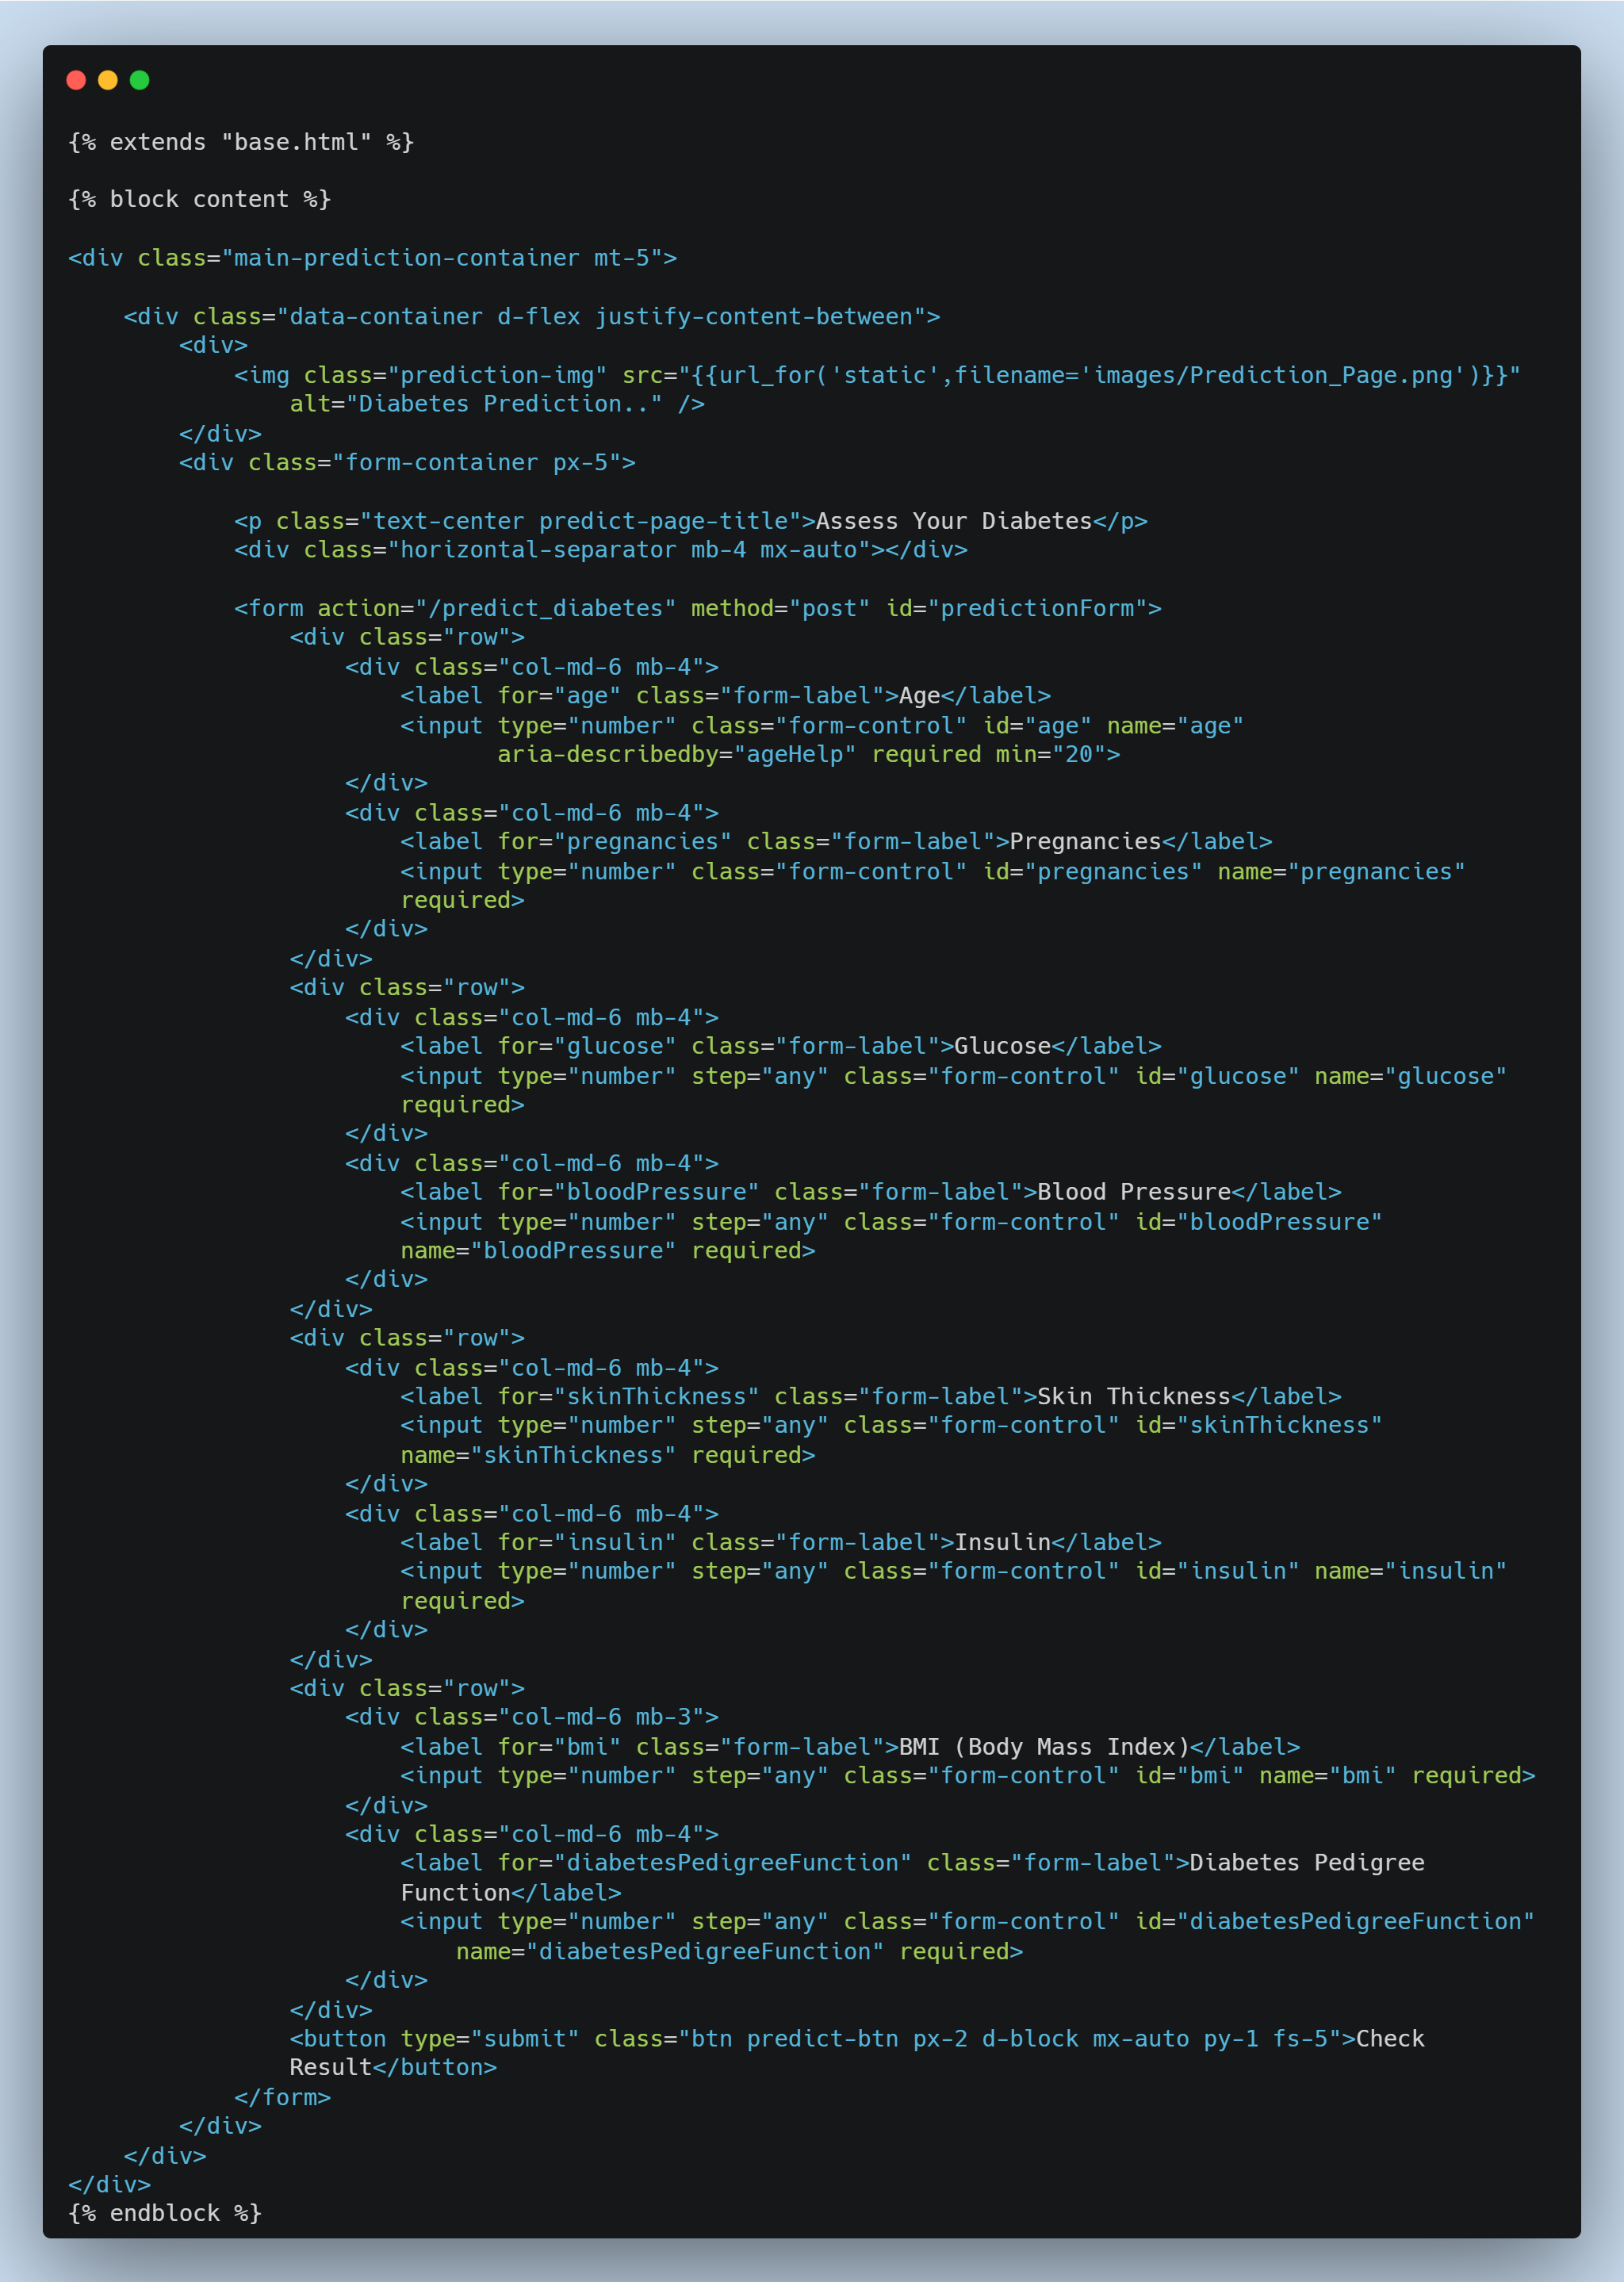 {% extends "base.html" %}
{% block content %}
<div class="main-prediction-container mt-5">
<div class="data-container d-flex justify-content-between">
<div>
<img class="prediction-img" src="{{url_for('static',filename='images/Prediction_Page.png')}}"
alt="Diabetes Prediction.." />
</div>
<div class="form-container px-5">
<p class="text-center predict-page-title">Assess Your Diabetes</p>
<div class="horizontal-separator mb-4 mx-auto"></div>
<form action="/predict_diabetes" method="post" id="predictionForm">
<div class="row">
<div class="col-md-6 mb-4">
<label for="age" class="form-label">Age</label>
<input type="number" class="form-control" id="age" name="age"
aria-describedby="ageHelp" required min="20">
</div>
<div class="col-md-6 mb-4">
<label for="pregnancies" class="form-label">Pregnancies</label>
<input type="number" class="form-control" id="pregnancies" name="pregnancies"
required>
</div>
</div>
<div class="row">
<div class="col-md-6 mb-4">
<label for="glucose" class="form-label">Glucose</label>
<input type="number" step="any" class="form-control" id="glucose" name="glucose"
required>
</div>
<div class="col-md-6 mb-4">
<label for="bloodPressure" class="form-label">Blood Pressure</label>
<input type="number" step="any" class="form-control" id="bloodPressure"
name="bloodPressure" required>
</div>
</div>
<div class="row">
<div class="col-md-6 mb-4">
<label for="skinThickness" class="form-label">Skin Thickness</label>
<input type="number" step="any" class="form-control" id="skinThickness"
name="skinThickness" required>
</div>
<div class="col-md-6 mb-4">
<label for="insulin" class="form-label">Insulin</label>
<input type="number" step="any" class="form-control" id="insulin" name="insulin"
required>
</div>
</div>
<div class="row">
<div class="col-md-6 mb-3">
<label for="bmi" class="form-label">BMI (Body Mass Index)</label>
<input type="number" step="any" class="form-control" id="bmi" name="bmi" required>
</div>
<div class="col-md-6 mb-4">
<label for="diabetesPedigreeFunction" class="form-label">Diabetes Pedigree
Function</label>
<input type="number" step="any" class="form-control" id="diabetesPedigreeFunction"
name="diabetesPedigreeFunction" required>
</div>
</div>
<button type="submit" class="btn predict-btn px-2 d-block mx-auto py-1 fs-5">Check
Result</button>
</form>
</div>
</div>
</div>
{% endblock %}